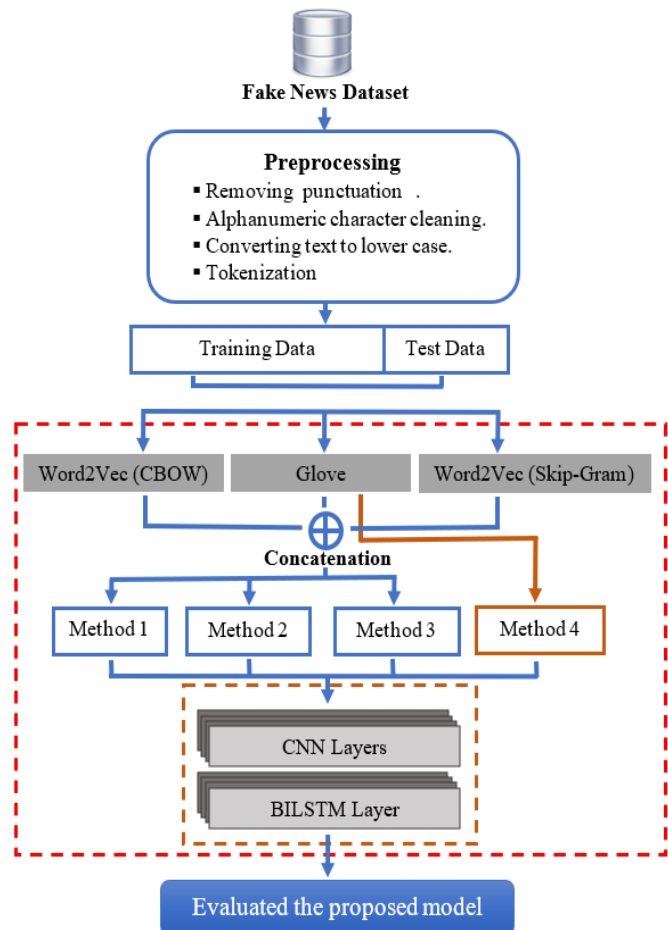 Fake News Dataset
Preprocessing
▪ Removing punctuation .
▪ Alphanumeric character cleaning.
▪ Converting text to lower case.
▪ Tokenization
Training Data Test Data
Word2Vec (CBOW) Glove Word2Vec (Skip-Gram)
Concatenation
Method 1 Method 2 Method 3 Method 4
CNN Layers
BILSTM Layer
Evaluated the proposed model